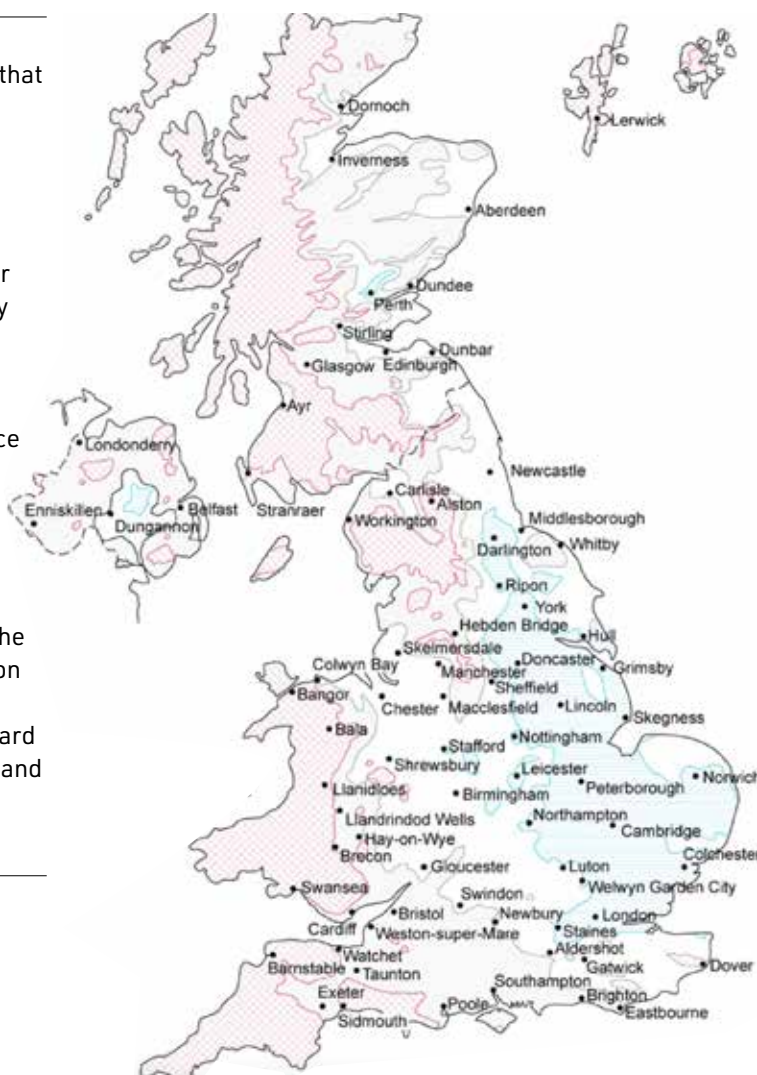 that
r
y
ce
he
on
ard
and
Dornoch
Lerwick
Inverness
Aberdeen
Dundee
Perth
Stirling
Dunbar
Edinburgh
Glasgow
Ayr
Londonderry
Newcastle
Carlisle
Alston
Enniskillen
Belfast
Stranraer
Dungannon
Workington
Middlesborough
Darlington
Whitby
Ripon
York
Hebden Bridge
Hull
Skelmersdale
Colwyn Bay
Manchester
Doncaster
Grimsby
Sheffield
Bangor
Chester
Macclesfield
Lincoln
Skegness
Bala
Nottingham
Stafford
Shrewsbury
Leicester
Norwich
Llanidloes
Birmingham
Peterborough
Llandrindod Wells
Northampton
Cambridge
Hay-on-Wye
Brecon
Colchester
Gloucester
Luton
Welwyn Garden City
Swansea
Swindon
Bristol
Newbury
London
Cardiff
Weston-super-Mare
Staines
Watchet
Aldershot
Barnstable
Taunton
Gatwick
Dover
Southampton
Exeter
Poole
Brighton
Sidmouth
Eastbourne